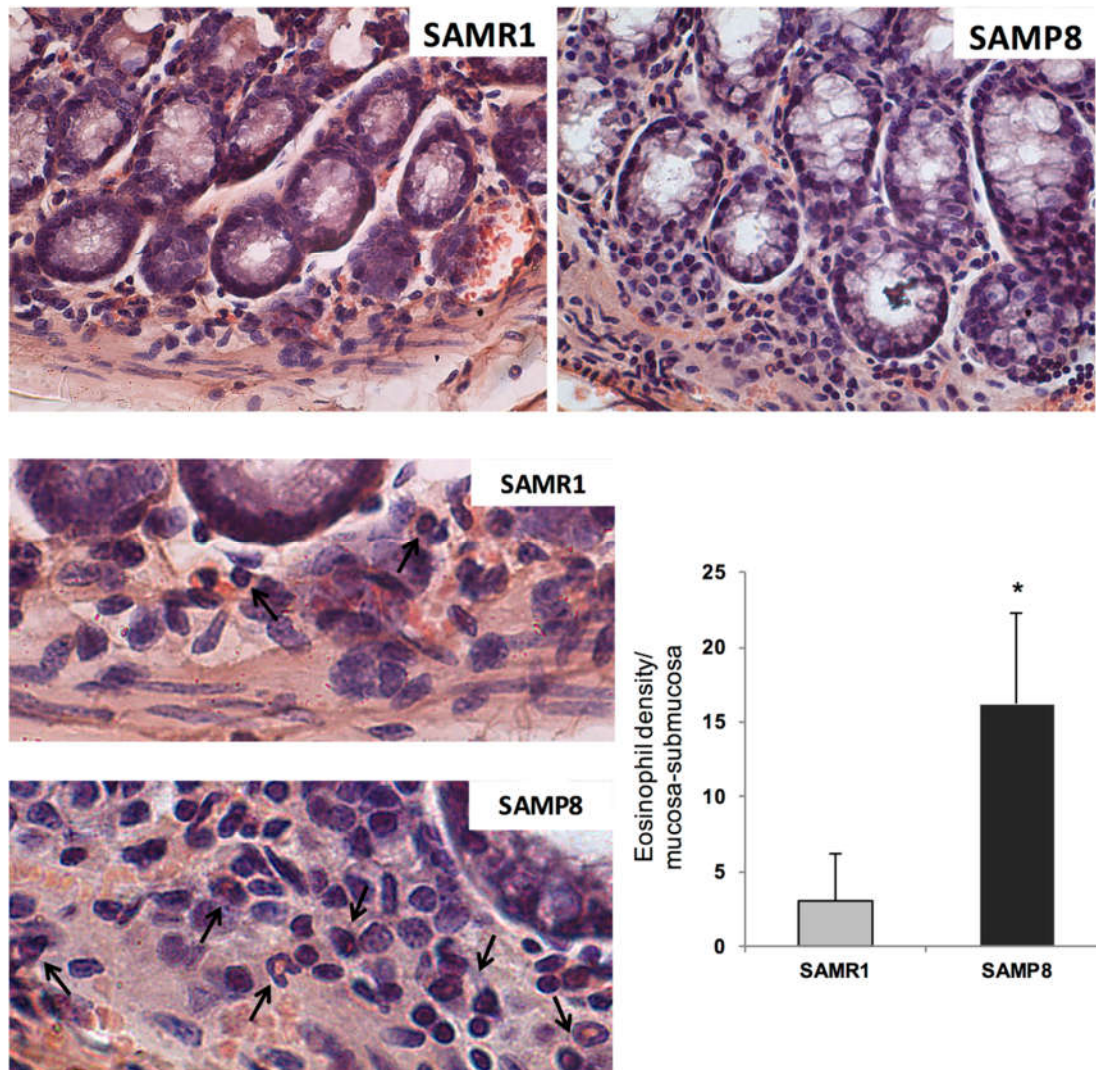 SAMR1
SAMP8
SAMR1
SAMP8
Eosinophil density/
mucosa-submucosa
25
20
15
10
5
0
*
SAMR1
SAMP8